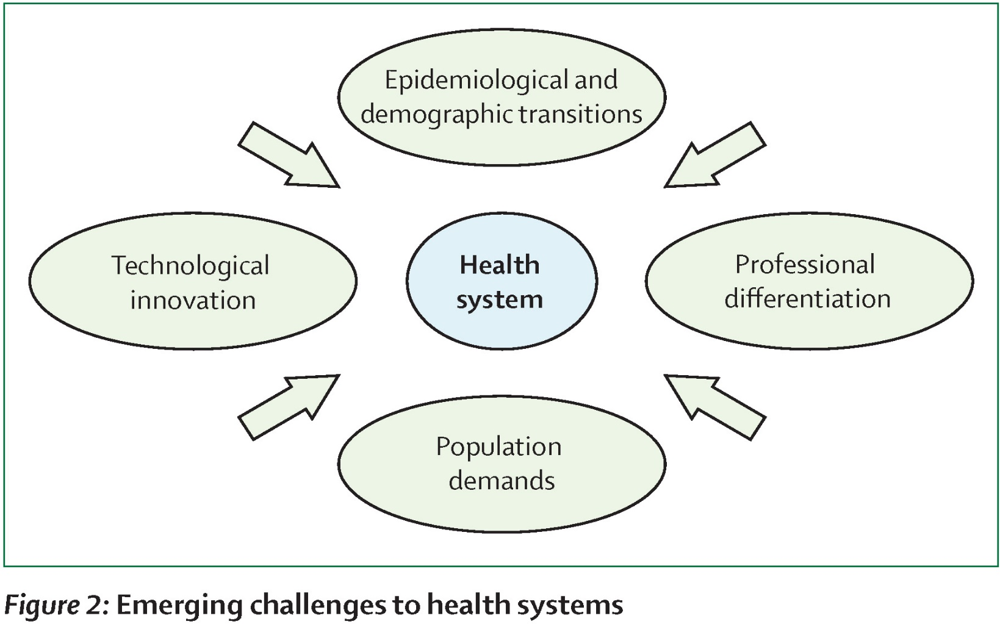 Epidemiological and
demographic transitions
Technological
innovation
Health
system
Professional
differentiation
Population
demands
Figure 2: Emerging challenges to health systems